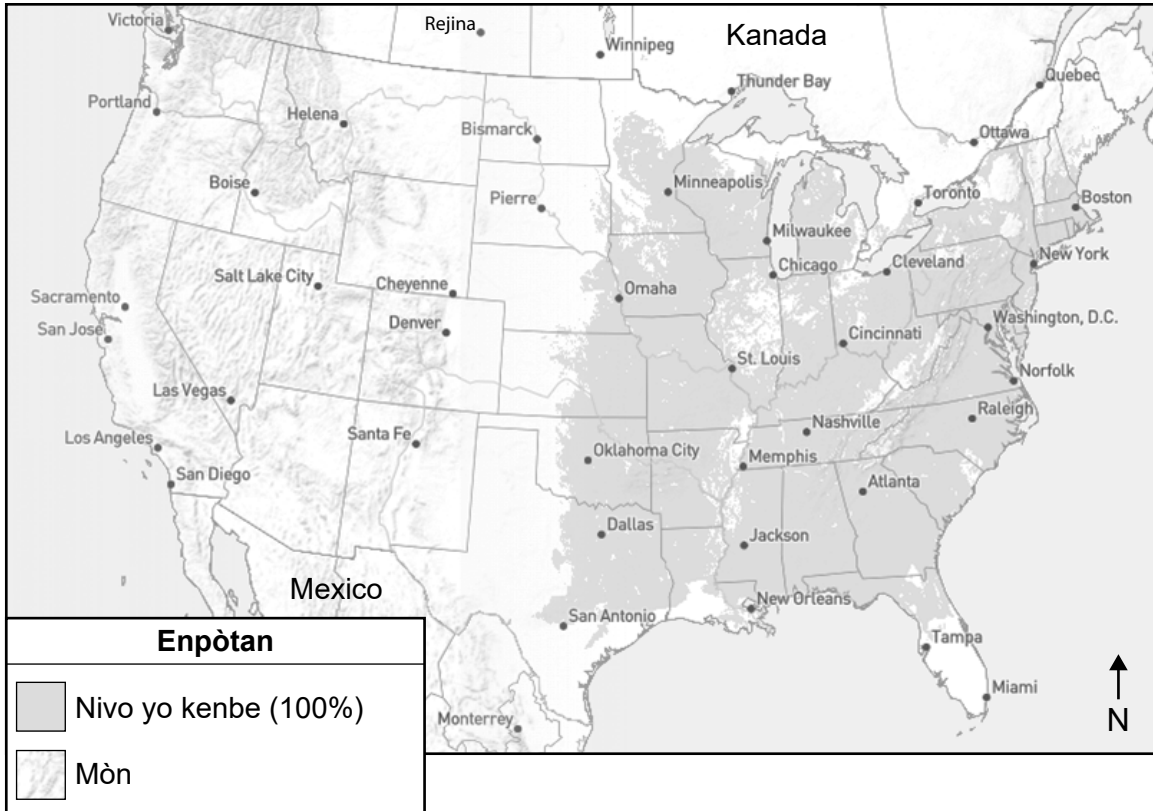 Victoria
Rejina
Winnipeg
Kanada
Thunder Bay
Quebec
Portland
Helena
Bismarck
Ottawa
Boise
Pierre
Minneapolis
Toronto
Boston
Milwaukee
New York
Salt Lake City
Cheyenne
Chicago
Cleveland
Sacramento
Omaha
San Jose
Denver
Cincinnati
Washington, D.C.
St. Louis
Las Vegas
Norfolk
Los Angeles
Santa Fe
Nashville
Raleigh
Oklahoma City
Memphis
San Diego
Atlanta
Dallas
Jackson
Mexico
San Antonio
New Orleans
Tampa
Miami
Monterrey
N
Enpòtan
Nivo yo kenbe (100%)
Mòn